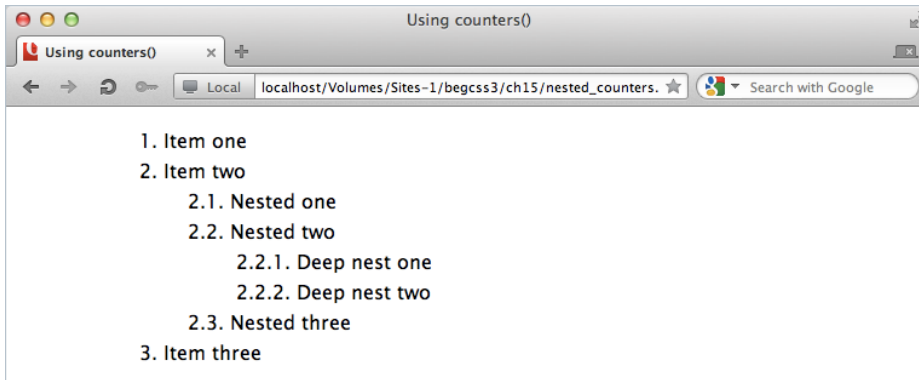 Using counters()
Using counters()
Local localhost/Volumes/Sites-1/begcss3/ch15/nested_counters. Search with Google
1. Item one
2. Item two
2.1. Nested one
2.2. Nested two
2.2.1. Deep nest one
2.2.2. Deep nest two
2.3. Nested three
3. Item three